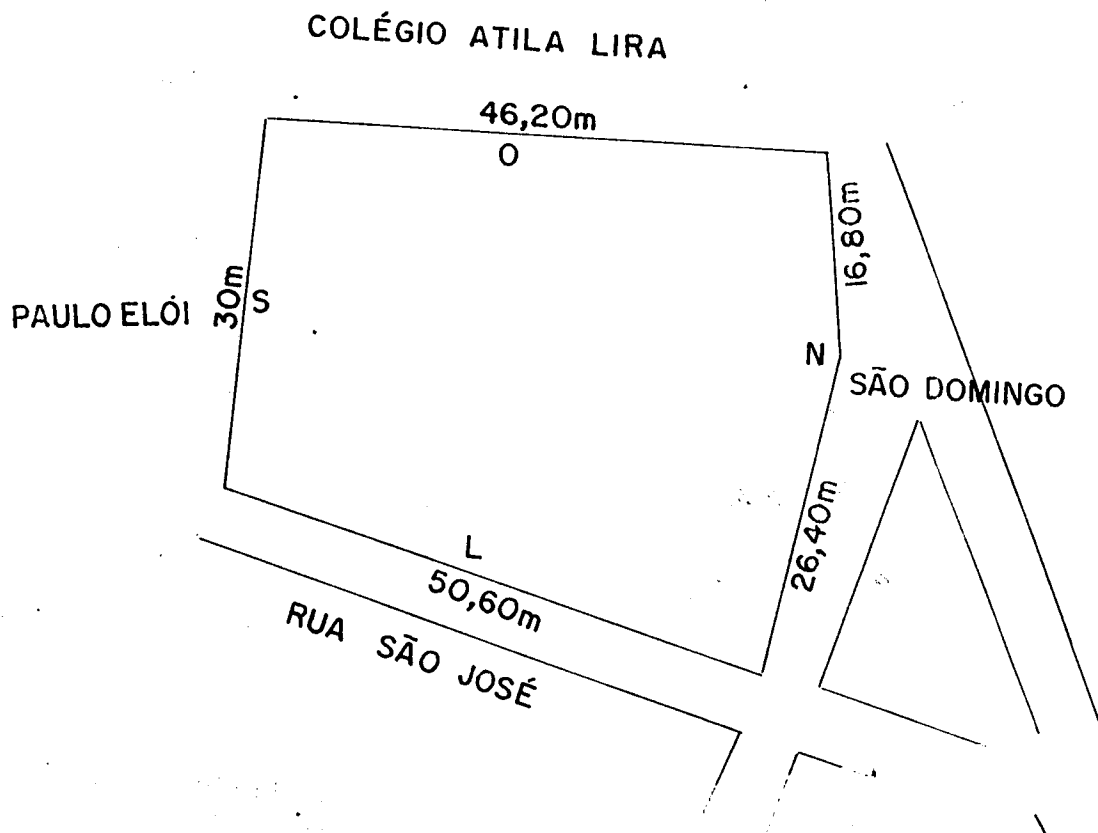 COLÉGIO ATILA LIRA
46,20m
O
16,80m
PAULO ELÓI
30m
S
N
SÃO DOMINGO
26,40m
L
50,60m
RUA SÃO JOSÉ